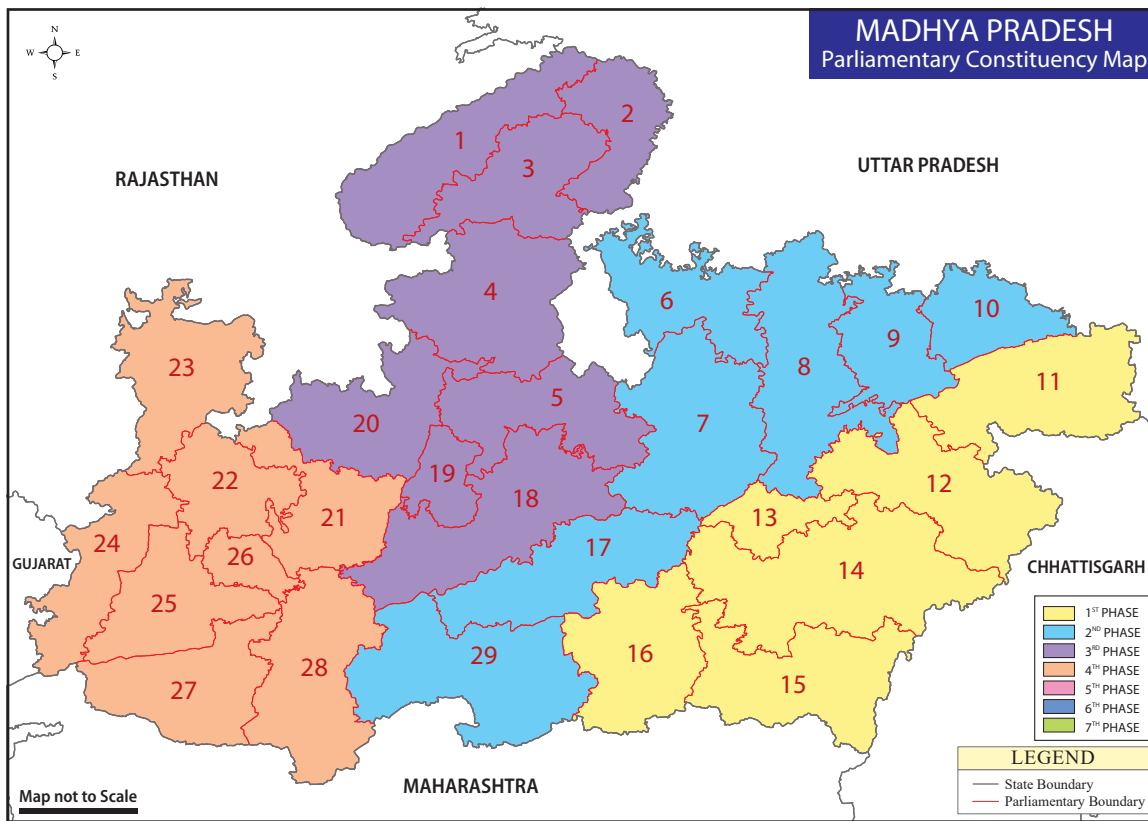 MADHYA PRADESH
Parliamentary Constituency Map
N
W E
S
RAJASTHAN
UTTAR PRADESH
1
2
3
4
6
10
23
9
8
11
5
20
7
19
22
18
12
21
13
24
17
26
GUJARAT
14
CHHATTISGARH
25
16
29
28
15
27
1ST PHASE
2ND PHASE
3RD PHASE
4TH PHASE
5TH PHASE
6TH PHASE
7TH PHASE
LEGEND
State Boundary
Parliamentary Boundary
MAHARASHTRA
Map not to Scale